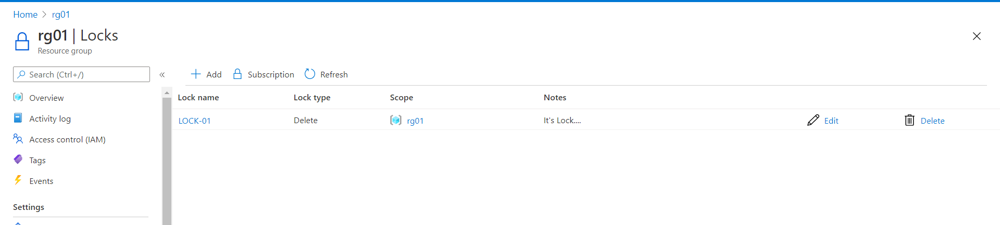 Home > rg01
rg01 | Locks
Resource group
Search (Ctrl+/)
«
Add
Subscription
Refresh
Overview
Activity log
Access control (IAM)
Tags
Events
Settings
Lock name Lock type Scope Notes
LOCK-01 Delete rg01 It's Lock.... Edit Delete